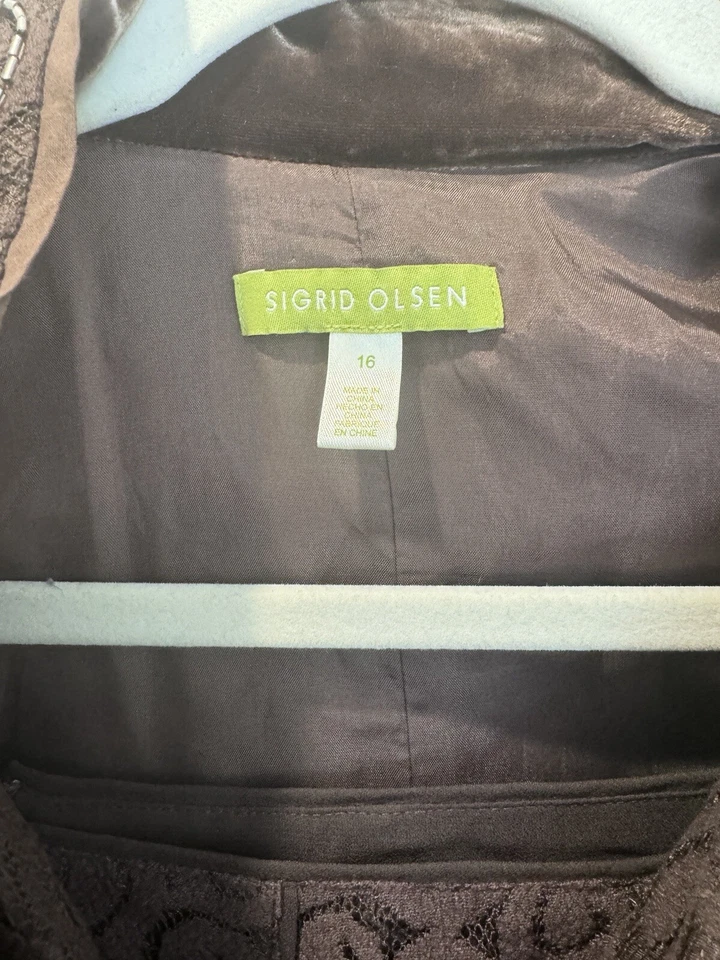 SIGRID OLSEN
16
MADE IN
CHINA
HECHO EN
CHINA
FABRIQUE
EN CHINE